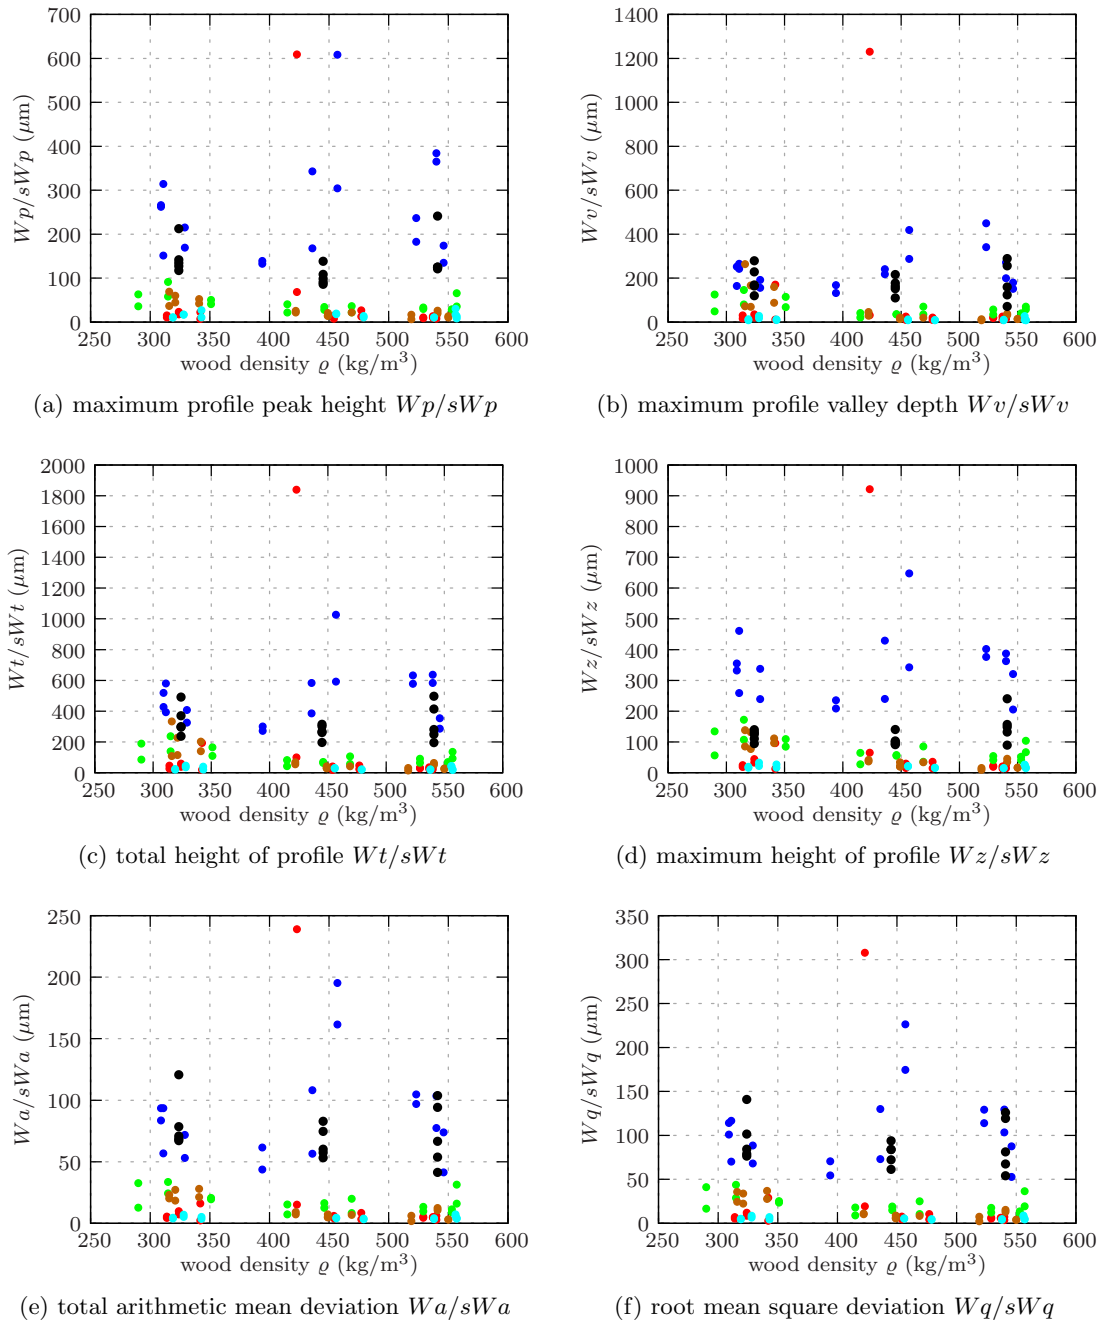 700
600
500
400
300
200
100
0
250 300 350 400 450 500 550 600
Wp/sWp (μm)
wood density ϱ (kg/m³)
(a) maximum profile peak height Wp/sWp
1400
1200
1000
800
600
400
200
0
250 300 350 400 450 500 550 600
Wv/sWv (μm)
wood density ϱ (kg/m³)
(b) maximum profile valley depth Wv/sWv
2000
1800
1600
1400
1200
1000
800
600
400
200
0
250 300 350 400 450 500 550 600
Wt/sWt (μm)
wood density ϱ (kg/m³)
(c) total height of profile Wt/sWt
1000
900
800
700
600
500
400
300
200
100
0
250 300 350 400 450 500 550 600
Wz/sWz (μm)
wood density ϱ (kg/m³)
(d) maximum height of profile Wz/sWz
250
200
150
100
50
0
250 300 350 400 450 500 550 600
Wa/sWa (μm)
wood density ϱ (kg/m³)
(e) total arithmetic mean deviation Wa/sWa
350
300
250
200
150
100
50
0
250 300 350 400 450 500 550 600
Wq/sWq (μm)
wood density ϱ (kg/m³)
(f) root mean square deviation Wq/sWq